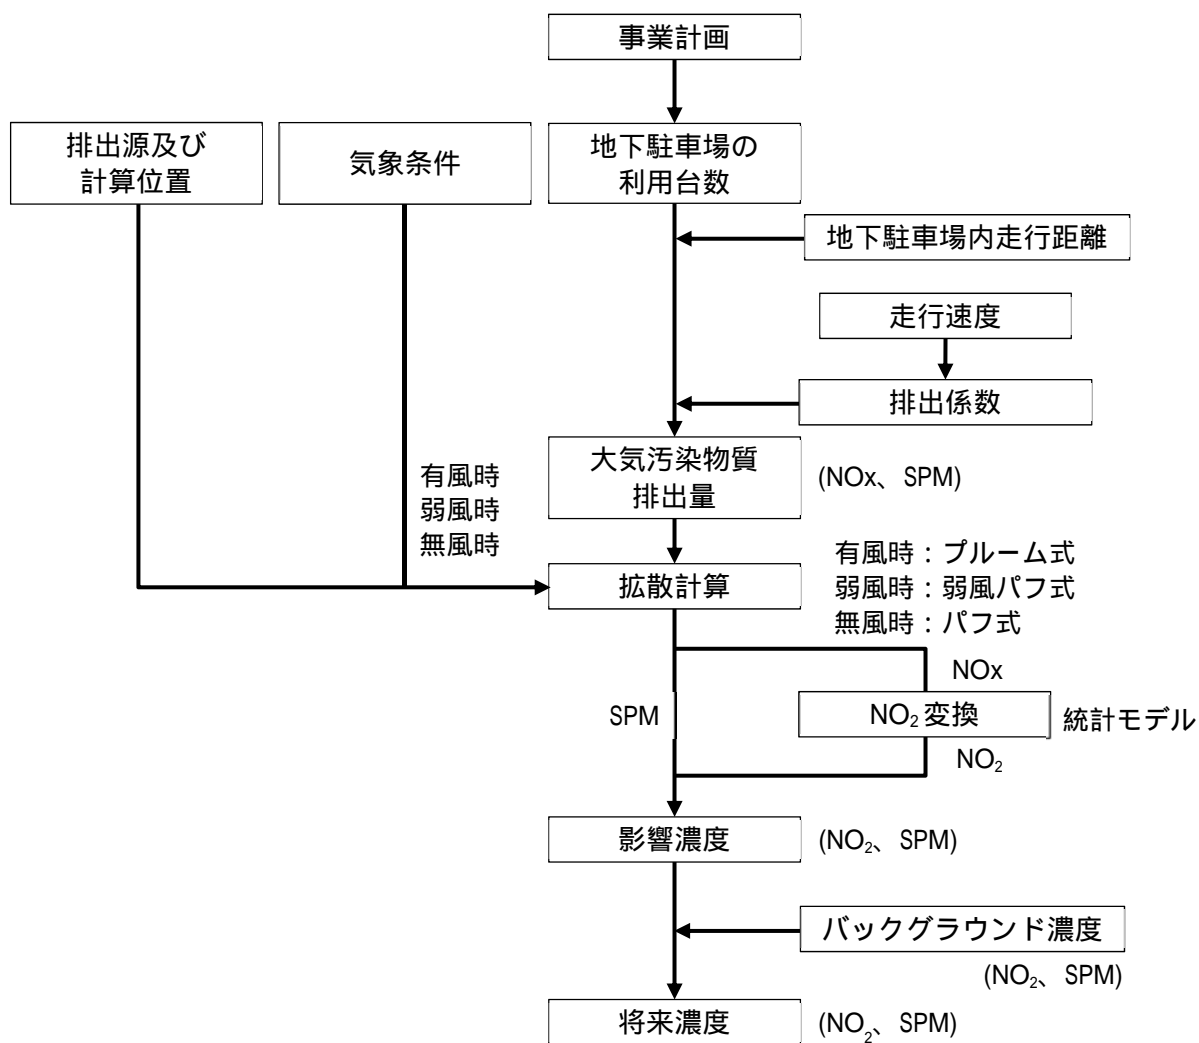 事業計画
排出源及び
計算位置
気象条件
地下駐車場の
利用台数
地下駐車場内走行距離
走行速度
排出係数
大気汚染物質
排出量
(NOx、SPM)
有風時
弱風時
無風時
拡散計算
有風時：プルーム式
弱風時：弱風パフ式
無風時：パフ式
NOx
SPM
NO₂変換
統計モデル
NO₂
影響濃度
(NO₂、SPM)
バックグラウンド濃度
(NO₂、SPM)
将来濃度
(NO₂、SPM)